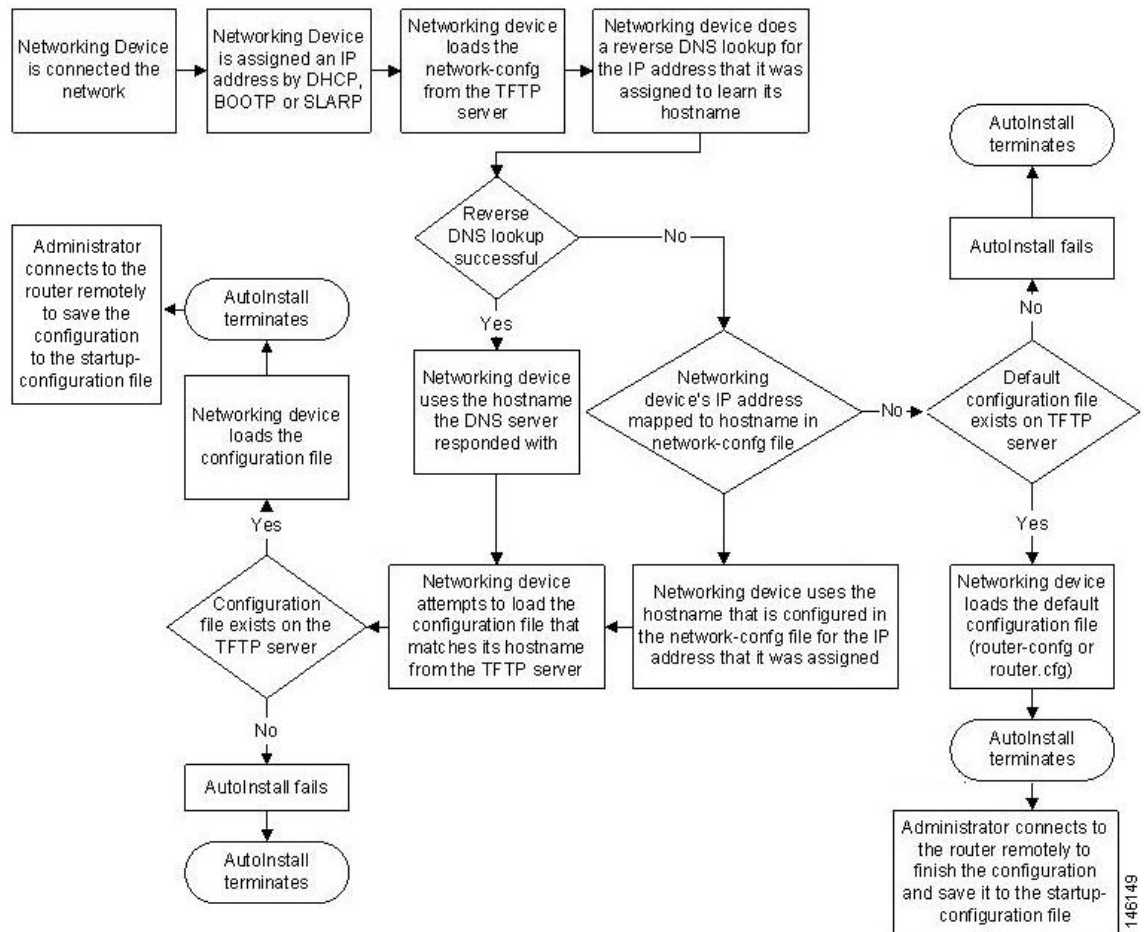 Networking Device
is connected the
network
Networking Device
is assigned an IP
address by DHCP,
BOOTP or SLARP
Networking device
loads the
network-confg
from the TFTP
server
Networking device does
a reverse DNS lookup for
the IP address that it was
assigned to learn its
hostname
AutoInstall
terminates
Reverse
DNS lookup
successful
No
AutoInstall fails
Administrator
connects to the
router remotely
to save the
configuration
to the startup-
configuration file
AutoInstall
terminates
Yes
No
Networking device
loads the
configuration file
Networking device
uses the hostname
the DNS server
responded with
Networking
device's IP address
mapped to hostname in
network-confg file
No
Default
configuration file
exists on TFTP
server
Yes
Yes
Configuration
file exists on the
TFTP server
Networking device
attempts to load the
configuration file that
matches its hostname
from the TFTP server
Networking device uses the
hostname that is configured in
the network-confg file for the IP
address that it was assigned
Networking device
loads the default
configuration file
(router-confg or
router.cfg)
No
AutoInstall fails
AutoInstall
terminates
AutoInstall
terminates
Administrator connects to
the router remotely to
finish the configuration
and save it to the startup-
configuration file
146149